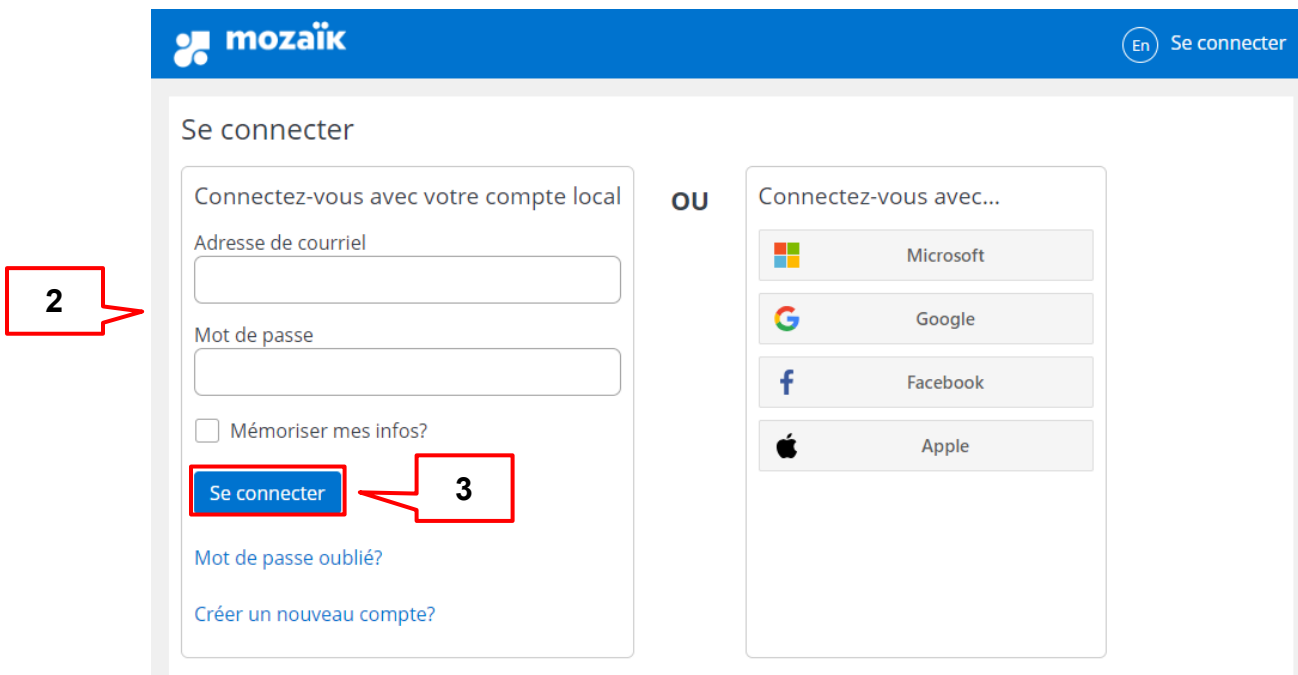 mozaïk
En Se connecter
Se connecter
Connectez-vous avec votre compte local
Adresse de courriel
2
Mot de passe
Mémoriser mes infos?
Se connecter
3
Mot de passe oublié?
Créer un nouveau compte?
OU
Connectez-vous avec...
Microsoft
Google
Facebook
Apple